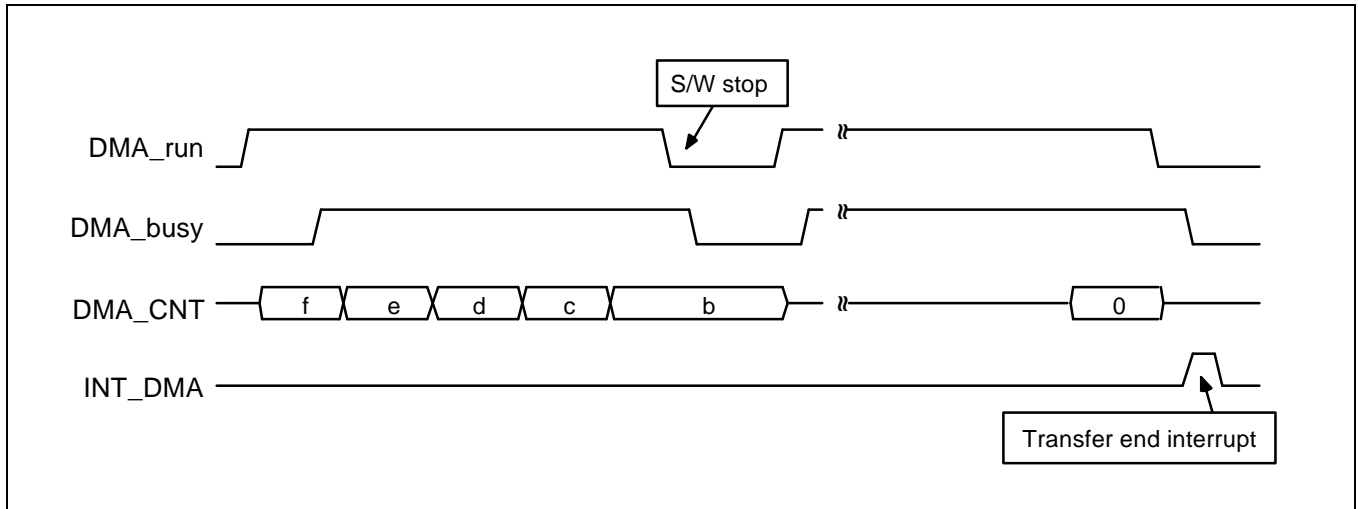 S/W stop
DMA_run
DMA_busy
DMA_CNT f e d c b 0
INT_DMA
Transfer end interrupt